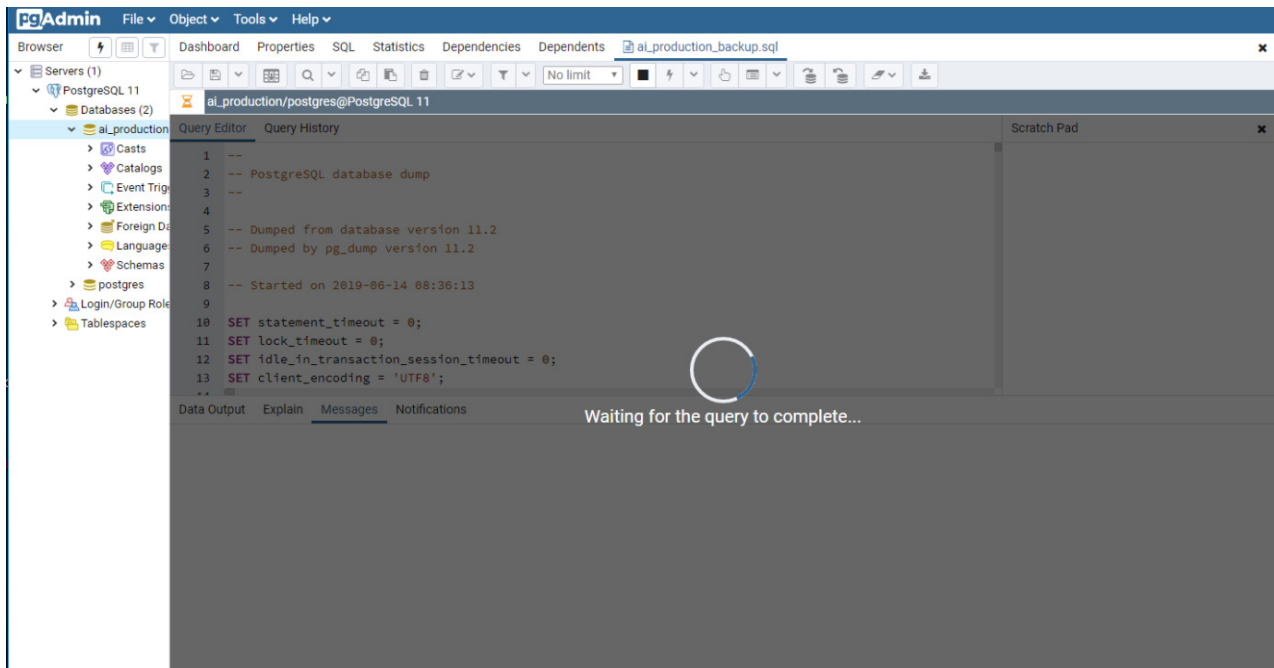 pgAdmin File Object Tools Help
Browser Dashboard Properties SQL Statistics Dependencies Dependents ai_production_backup.sql
Servers (1)
No limit
PostgreSQL 11
ai_production/postgres@PostgreSQL 11
Databases (2)
ai_production
Query Editor Query History Scratch Pad
Casts
Catalogs
Event Trig
Extension
Foreign Da
Language
Schemas
postgres
Login/Group Role
Tablespaces
1 --
2 -- PostgreSQL database dump
3 --
4
5 -- Dumped from database version 11.2
6 -- Dumped by pg_dump version 11.2
7
8 -- Started on 2019-06-14 08:36:13
9
10 SET statement_timeout = 0;
11 SET lock_timeout = 0;
12 SET idle_in_transaction_session_timeout = 0;
13 SET client_encoding = 'UTF8';
Data Output Explain Messages Notifications
Waiting for the query to complete...